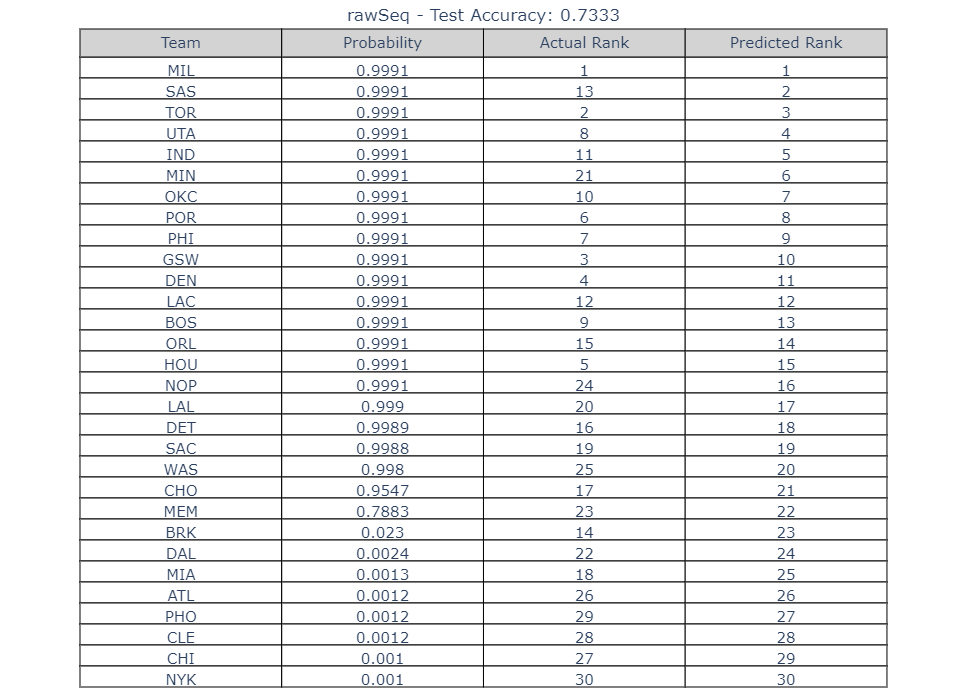 rawSeq - Test Accuracy: 0.7333
Team Probability Actual Rank Predicted Rank
MIL 0.9991 1 1
SAS 0.9991 13 2
TOR 0.9991 2 3
UTA 0.9991 8 4
IND 0.9991 11 5
MIN 0.9991 21 6
OKC 0.9991 10 7
POR 0.9991 6 8
PHI 0.9991 7 9
GSW 0.9991 3 10
DEN 0.9991 4 11
LAC 0.9991 12 12
BOS 0.9991 9 13
ORL 0.9991 15 14
HOU 0.9991 5 15
NOP 0.9991 24 16
LAL 0.999 20 17
DET 0.9989 16 18
SAC 0.9988 19 19
WAS 0.998 25 20
CHO 0.9547 17 21
MEM 0.7883 23 22
BRK 0.023 14 23
DAL 0.0024 22 24
MIA 0.0013 18 25
ATL 0.0012 26 26
PHO 0.0012 29 27
CLE 0.0012 28 28
CHI 0.001 27 29
NYK 0.001 30 30